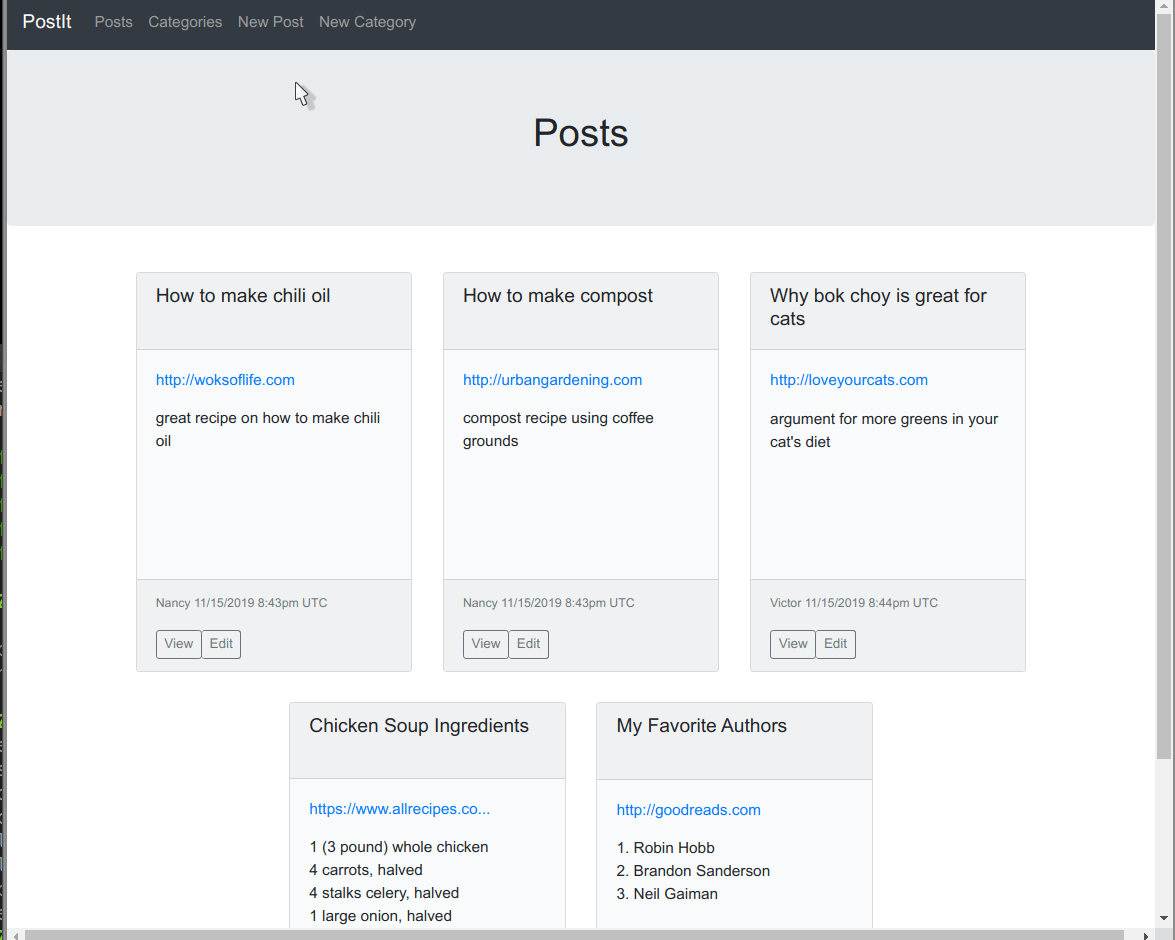 PostIt Posts Categories New Post New Category
Posts
How to make chili oil
http://woksoflife.com
great recipe on how to make chili
oil
Nancy 11/15/2019 8:43pm UTC
View Edit
How to make compost
http://urbangardening.com
compost recipe using coffee
grounds
Nancy 11/15/2019 8:43pm UTC
View Edit
Why bok choy is great for
cats
http://loveyourcats.com
argument for more greens in your
cat's diet
Victor 11/15/2019 8:44pm UTC
View Edit
Chicken Soup Ingredients
https://www.allrecipes.co...
1 (3 pound) whole chicken
4 carrots, halved
4 stalks celery, halved
1 large onion, halved
My Favorite Authors
http://goodreads.com
1. Robin Hobb
2. Brandon Sanderson
3. Neil Gaiman